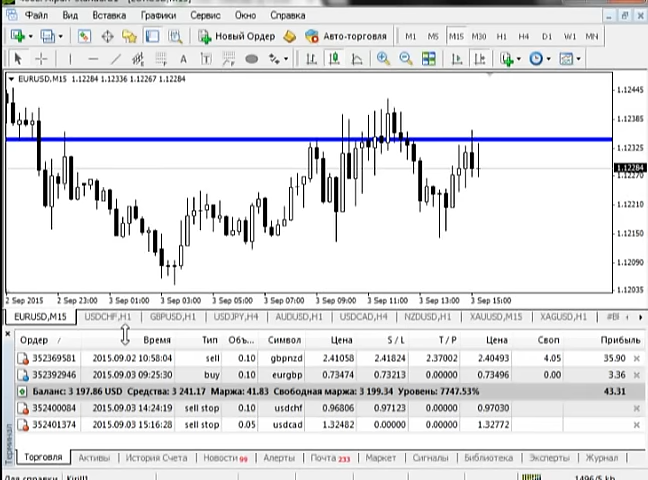 Файл Вид Вставка Графики Сервис Окно Справка
Новый Ордер Авто-торговля M1 M5 M15 M30 H1 H4 D1 W1 MN
EURUSD,M15 1.12284 1.12336 1.12267 1.12284
1.12445
1.12385
1.12325
1.12284
1.12270
1.12210
1.12150
1.12090
1.12035
2 Sep 2015 2 Sep 23:00 3 Sep 01:00 3 Sep 03:00 3 Sep 05:00 3 Sep 07:00 3 Sep 09:00 3 Sep 11:00 3 Sep 13:00 3 Sep 15:00
EURUSD,M15 USDCHF,H1 GBPUSD,H1 USDJPY,H4 AUDUSD,H1 USDCAD,H4 NZDUSD,H1 XAUUSD,M15 XAGUSD,H1
Ордер Время Тип Объ... Символ Цена S / L T / P Цена Своп Прибыль
352369581 2015.09.02 10:58:04 sell 0.10 gbpnzd 2.41058 2.41824 2.37002 2.40493 4.05 35.90
352392946 2015.09.03 09:25:30 buy 0.10 eurgbp 0.73474 0.73213 0.00000 0.73496 0.00 3.36
Баланс: 3 197.86 USD Средства: 3 241.17 Маржа: 41.83 Свободная маржа: 3 199.34 Уровень: 7747.53% 43.31
352400084 2015.09.03 14:24:19 sell stop 0.10 usdchf 0.96806 0.97123 0.00000 0.97030
352401374 2015.09.03 15:16:28 sell stop 0.05 usdcad 1.32482 0.00000 0.00000 1.32772
Терминал
Торговля Активы История Счета Новости 99 Алерты Почта 233 Маркет Сигналы Библиотека Эксперты Журнал